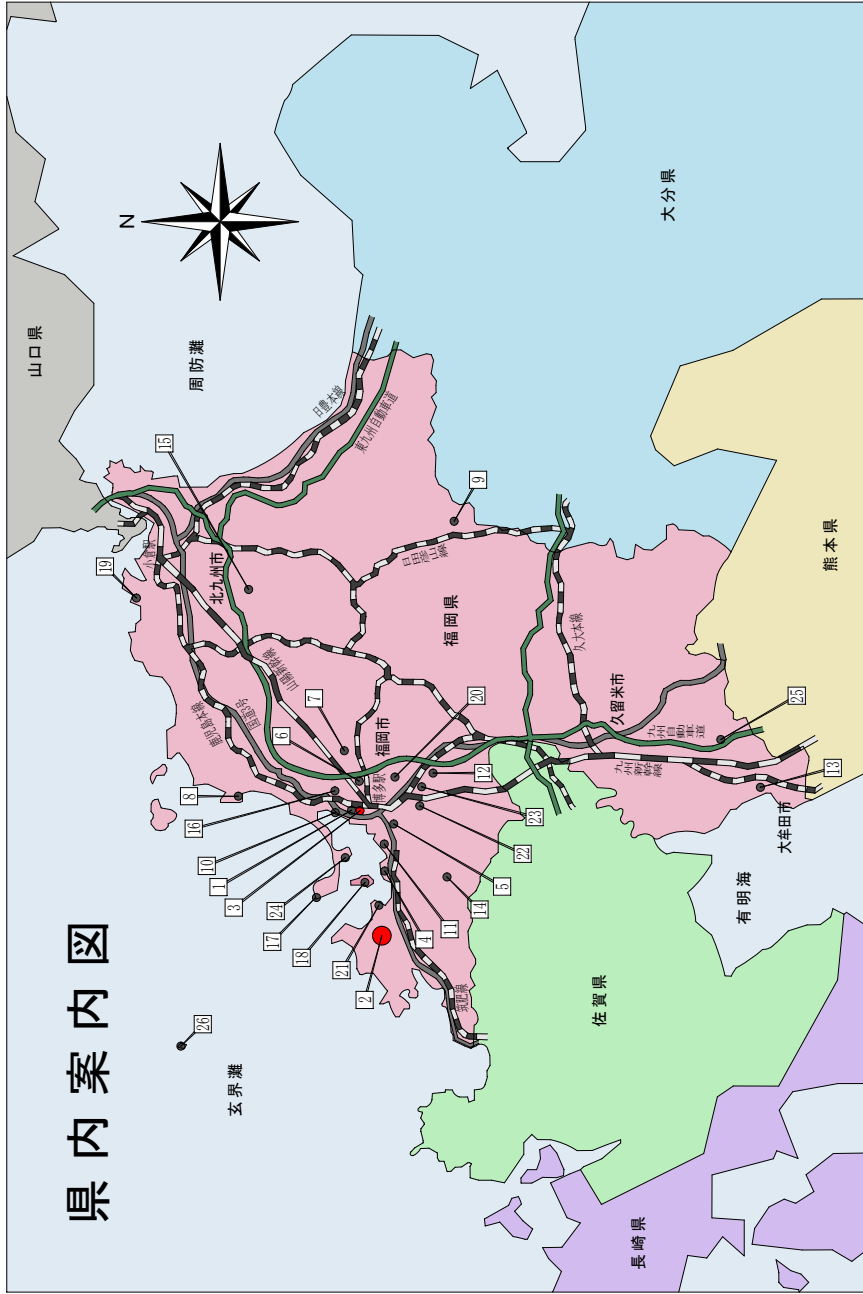 県内案内図
N
山口県
周防灘
大分県
熊本県
福岡県
佐賀県
長崎県
玄界灘
有明海
北九州市
福岡市
久留米市
大牟田市
小倉駅
博多駅
日豊本線
東九州自動車道
日田彦山線
久大本線
山陽新幹線
鹿児島本線
国道3号
九州自動車道
九州新幹線
筑肥線
1
2
3
4
5
6
7
8
9
10
11
12
13
14
15
16
17
18
19
20
21
22
23
24
25
26